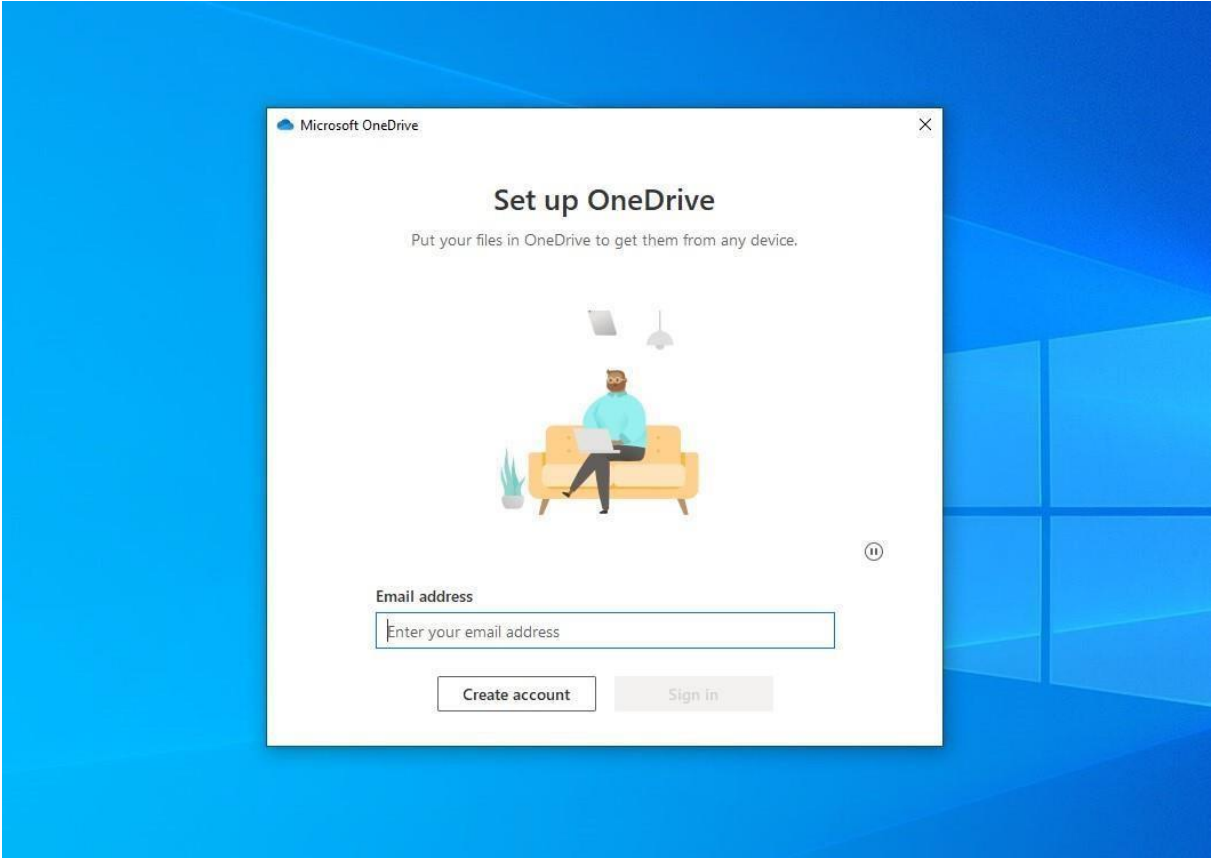 Microsoft OneDrive
Set up OneDrive
Put your files in OneDrive to get them from any device.
Email address
Enter your email address
Create account
Sign in